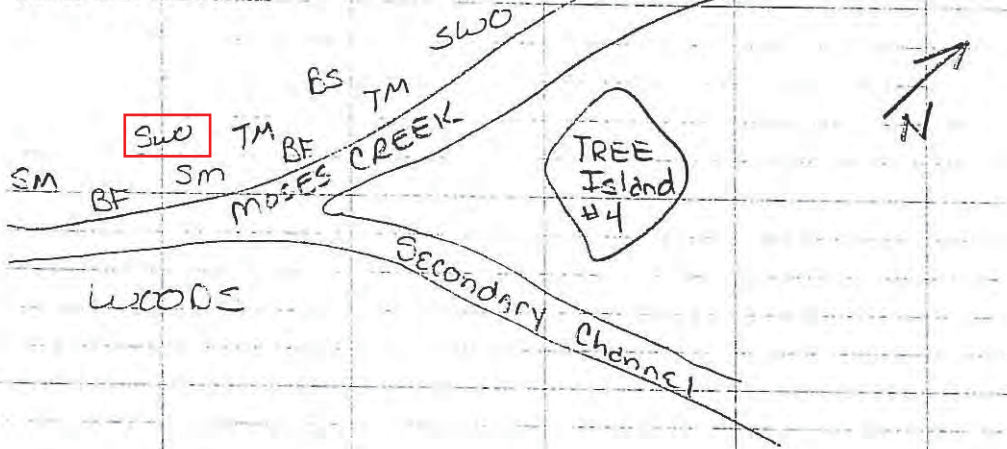 SWO
BS
TM
SWO
TM
BF
MOSES CREEK
SM
Sm
BF
TREE
Island
#4
N
WOODS
Secondary Channel